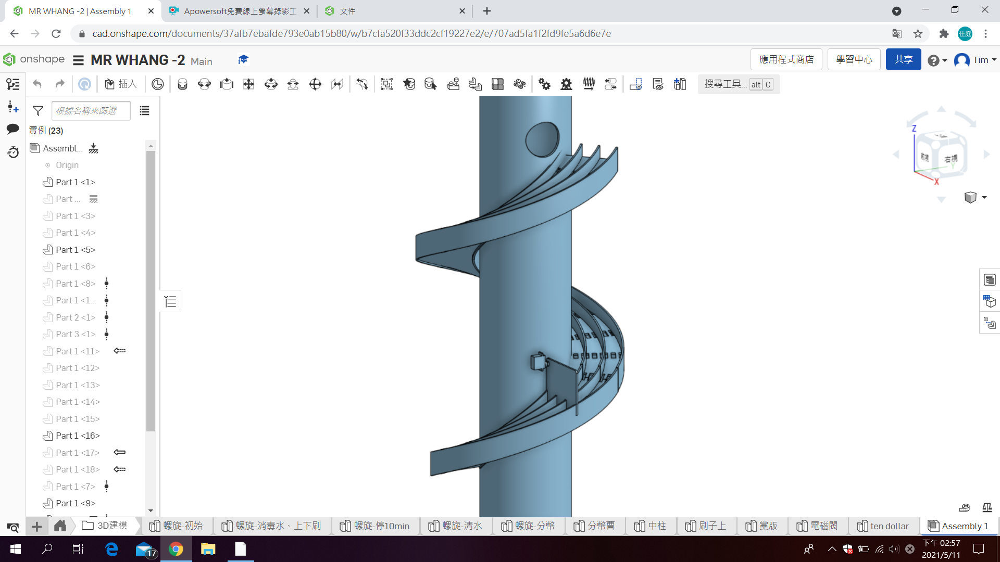 MR WHANG -2 | Assembly 1
Apowersoft免費線上螢幕錄影工
文件
cad.onshape.com/documents/37afb7ebafde793e0ab15b80/w/b7cfa520f33ddc2cf19227e2/e/707ad5fa1f2fd9fe5a6d6e7e
仕庭
onshape
MR WHANG -2 Main
應用程式商店
學習中心
共享
Tim
插入
搜尋工具... alt C
根據名稱來篩選
實例 (23)
Assembl...
Origin
Part 1 <1>
Part ...
Part 1 <3>
Part 1 <4>
Part 1 <5>
Part 1 <6>
Part 1 <8>
Part 1 <1...
Part 2 <1>
Part 3 <1>
Part 1 <11>
Part 1 <12>
Part 1 <13>
Part 1 <14>
Part 1 <15>
Part 1 <16>
Part 1 <17>
Part 1 <18>
Part 1 <7>
Part 1 <9>
Z
前視
右視
Y
X
3D建模
螺旋-初始
螺旋-消毒水、上下刷
螺旋-停10min
螺旋-清水
螺旋-分幣
分幣曹
中柱
刷子上
黨版
電磁閥
ten dollar
Assembly 1
17
下午 02:57
2021/5/11